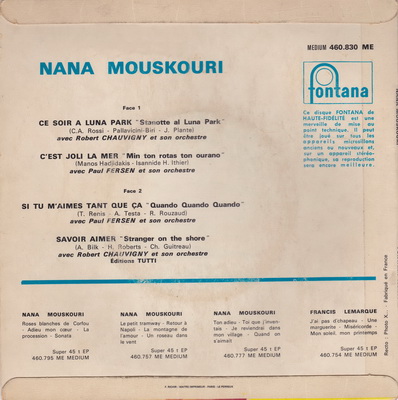 MEDIUM 460.830 ME
NANA MOUSKOURI
fontana
Face 1
CE SOIR A LUNA PARK "Stanotte al Luna Park"
(C.A. Rossi - Pallavicini-Biri - J. Plante)
avec Robert CHAUVIGNY et son orchestre
C'EST JOLI LA MER "Min ton rotas ton ourano"
(Manos Hadjidakis - Isannide H. Ithier)
avec Paul FERSEN et son orchestre
Face 2
SI TU M'AIMES TANT QUE ÇA "Quando Quando Quando"
(T. Renis - A. Testa - R. Rouzaud)
avec Paul FERSEN et son orchestre
SAVOIR AIMER "Stranger on the shore"
(A. Bilk - H. Roberts - Ch. Guitreau)
avec Robert CHAUVIGNY et son orchestre
Editions TUTTI
Ce disque FONTANA de
HAUTE-FIDÉLITÉ est une
merveille de mise au
point technique. Il peut
être joué sur tous les
appareils microsillons
anciens ou nouveaux et,
sur un appareil stéréo-
phonique, sa reproduction
sera encore meilleure.
Recto : Photo X. - Fabriqué en France
NANA MOUSKOURI
Roses blanches de Corfou
- Adieu mon cœur - La
procession - Sonata
Super 45 t EP
460.795 ME MEDIUM
NANA MOUSKOURI
Le petit tramway - Retour à
Napoli - La montagne de
l'amour - Un roseau dans
le vent
Super 45 t EP
460.757 ME MEDIUM
NANA MOUSKOURI
Ton adieu - Toi que j'inven-
tais - Je reviendrai dans
mon village - Quand on
s'aimait
Super 45 t EP
460.777 ME MEDIUM
FRANCIS LEMARQUE
J'ai pas d'chapeau - Une
marguerite - Miséricorde -
Mon soleil, mon printemps
Super 45 t EP
460.754 ME MEDIUM